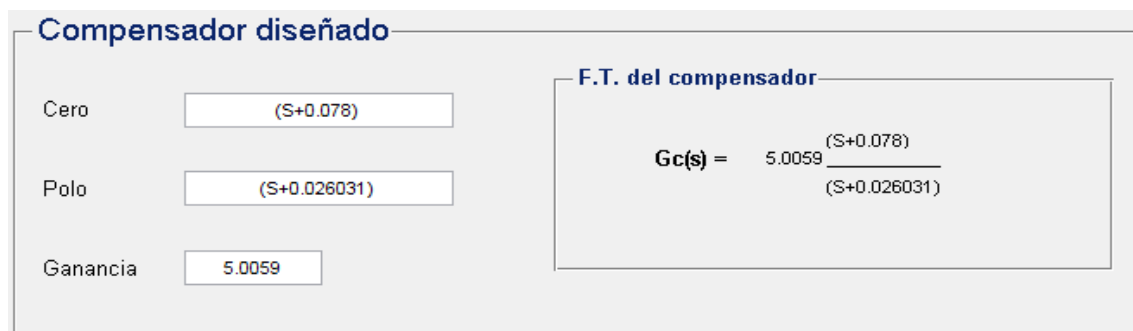 Compensador diseñado
Cero
(S+0.078)
Polo
(S+0.026031)
Ganancia
5.0059
F.T. del compensador
(S+0.078)
Gc(s) = 5.0059
(S+0.026031)